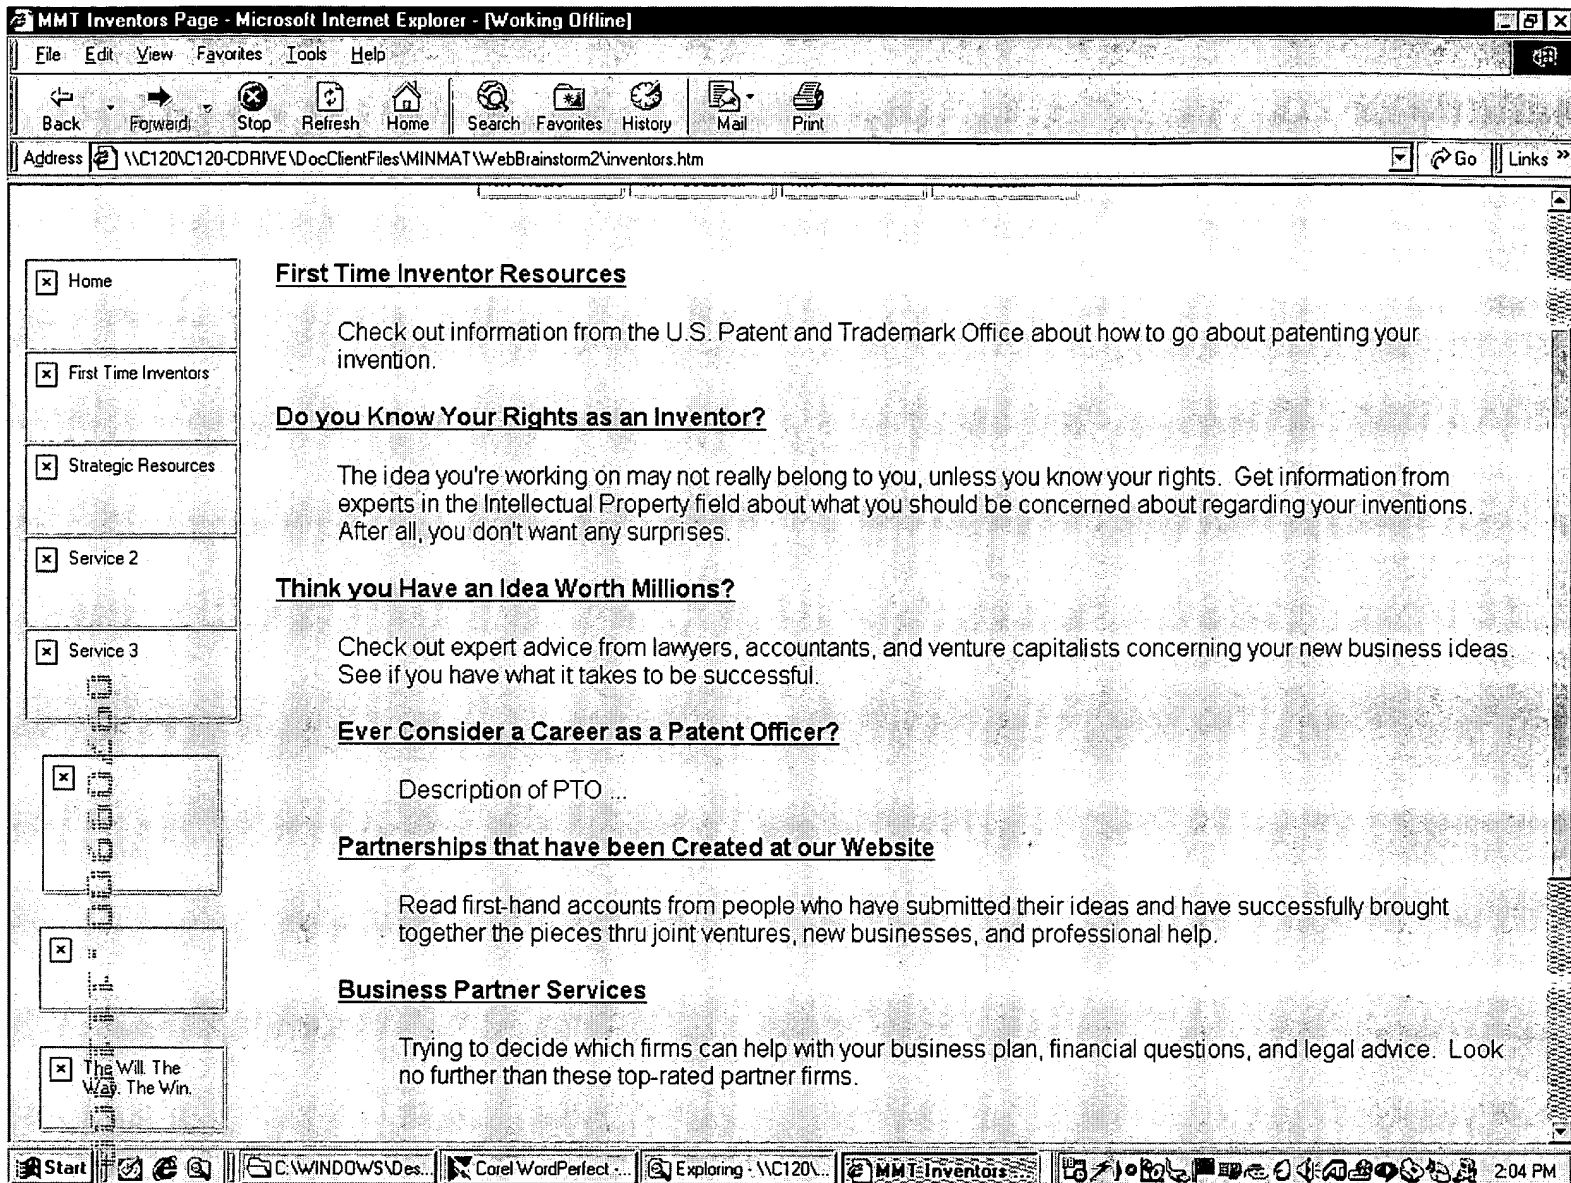 MMT Inventors Page - Microsoft Internet Explorer - [Working Offline]
File Edit View Favorites Tools Help
Back Forward Stop Refresh Home Search Favorites History Mail Print
Address \\C120\C120-CDRIVE\DocClientFiles\MINMAT\WebBrainstorm2\inventors.htm Go Links »
Home
First Time Inventors
Strategic Resources
Service 2
Service 3
The Will. The
Way. The Win.
First Time Inventor Resources
Check out information from the U.S. Patent and Trademark Office about how to go about patenting your
invention.
Do you Know Your Rights as an Inventor?
The idea you're working on may not really belong to you, unless you know your rights. Get information from
experts in the Intellectual Property field about what you should be concerned about regarding your inventions.
After all, you don't want any surprises.
Think you Have an Idea Worth Millions?
Check out expert advice from lawyers, accountants, and venture capitalists concerning your new business ideas.
See if you have what it takes to be successful.
Ever Consider a Career as a Patent Officer?
Description of PTO ...
Partnerships that have been Created at our Website
Read first-hand accounts from people who have submitted their ideas and have successfully brought
together the pieces thru joint ventures, new businesses, and professional help.
Business Partner Services
Trying to decide which firms can help with your business plan, financial questions, and legal advice. Look
no further than these top-rated partner firms.
Start C:\WINDOWS\Des... Corel WordPerfect -... Exploring - \\C120\... MMT Inventors 2:04 PM